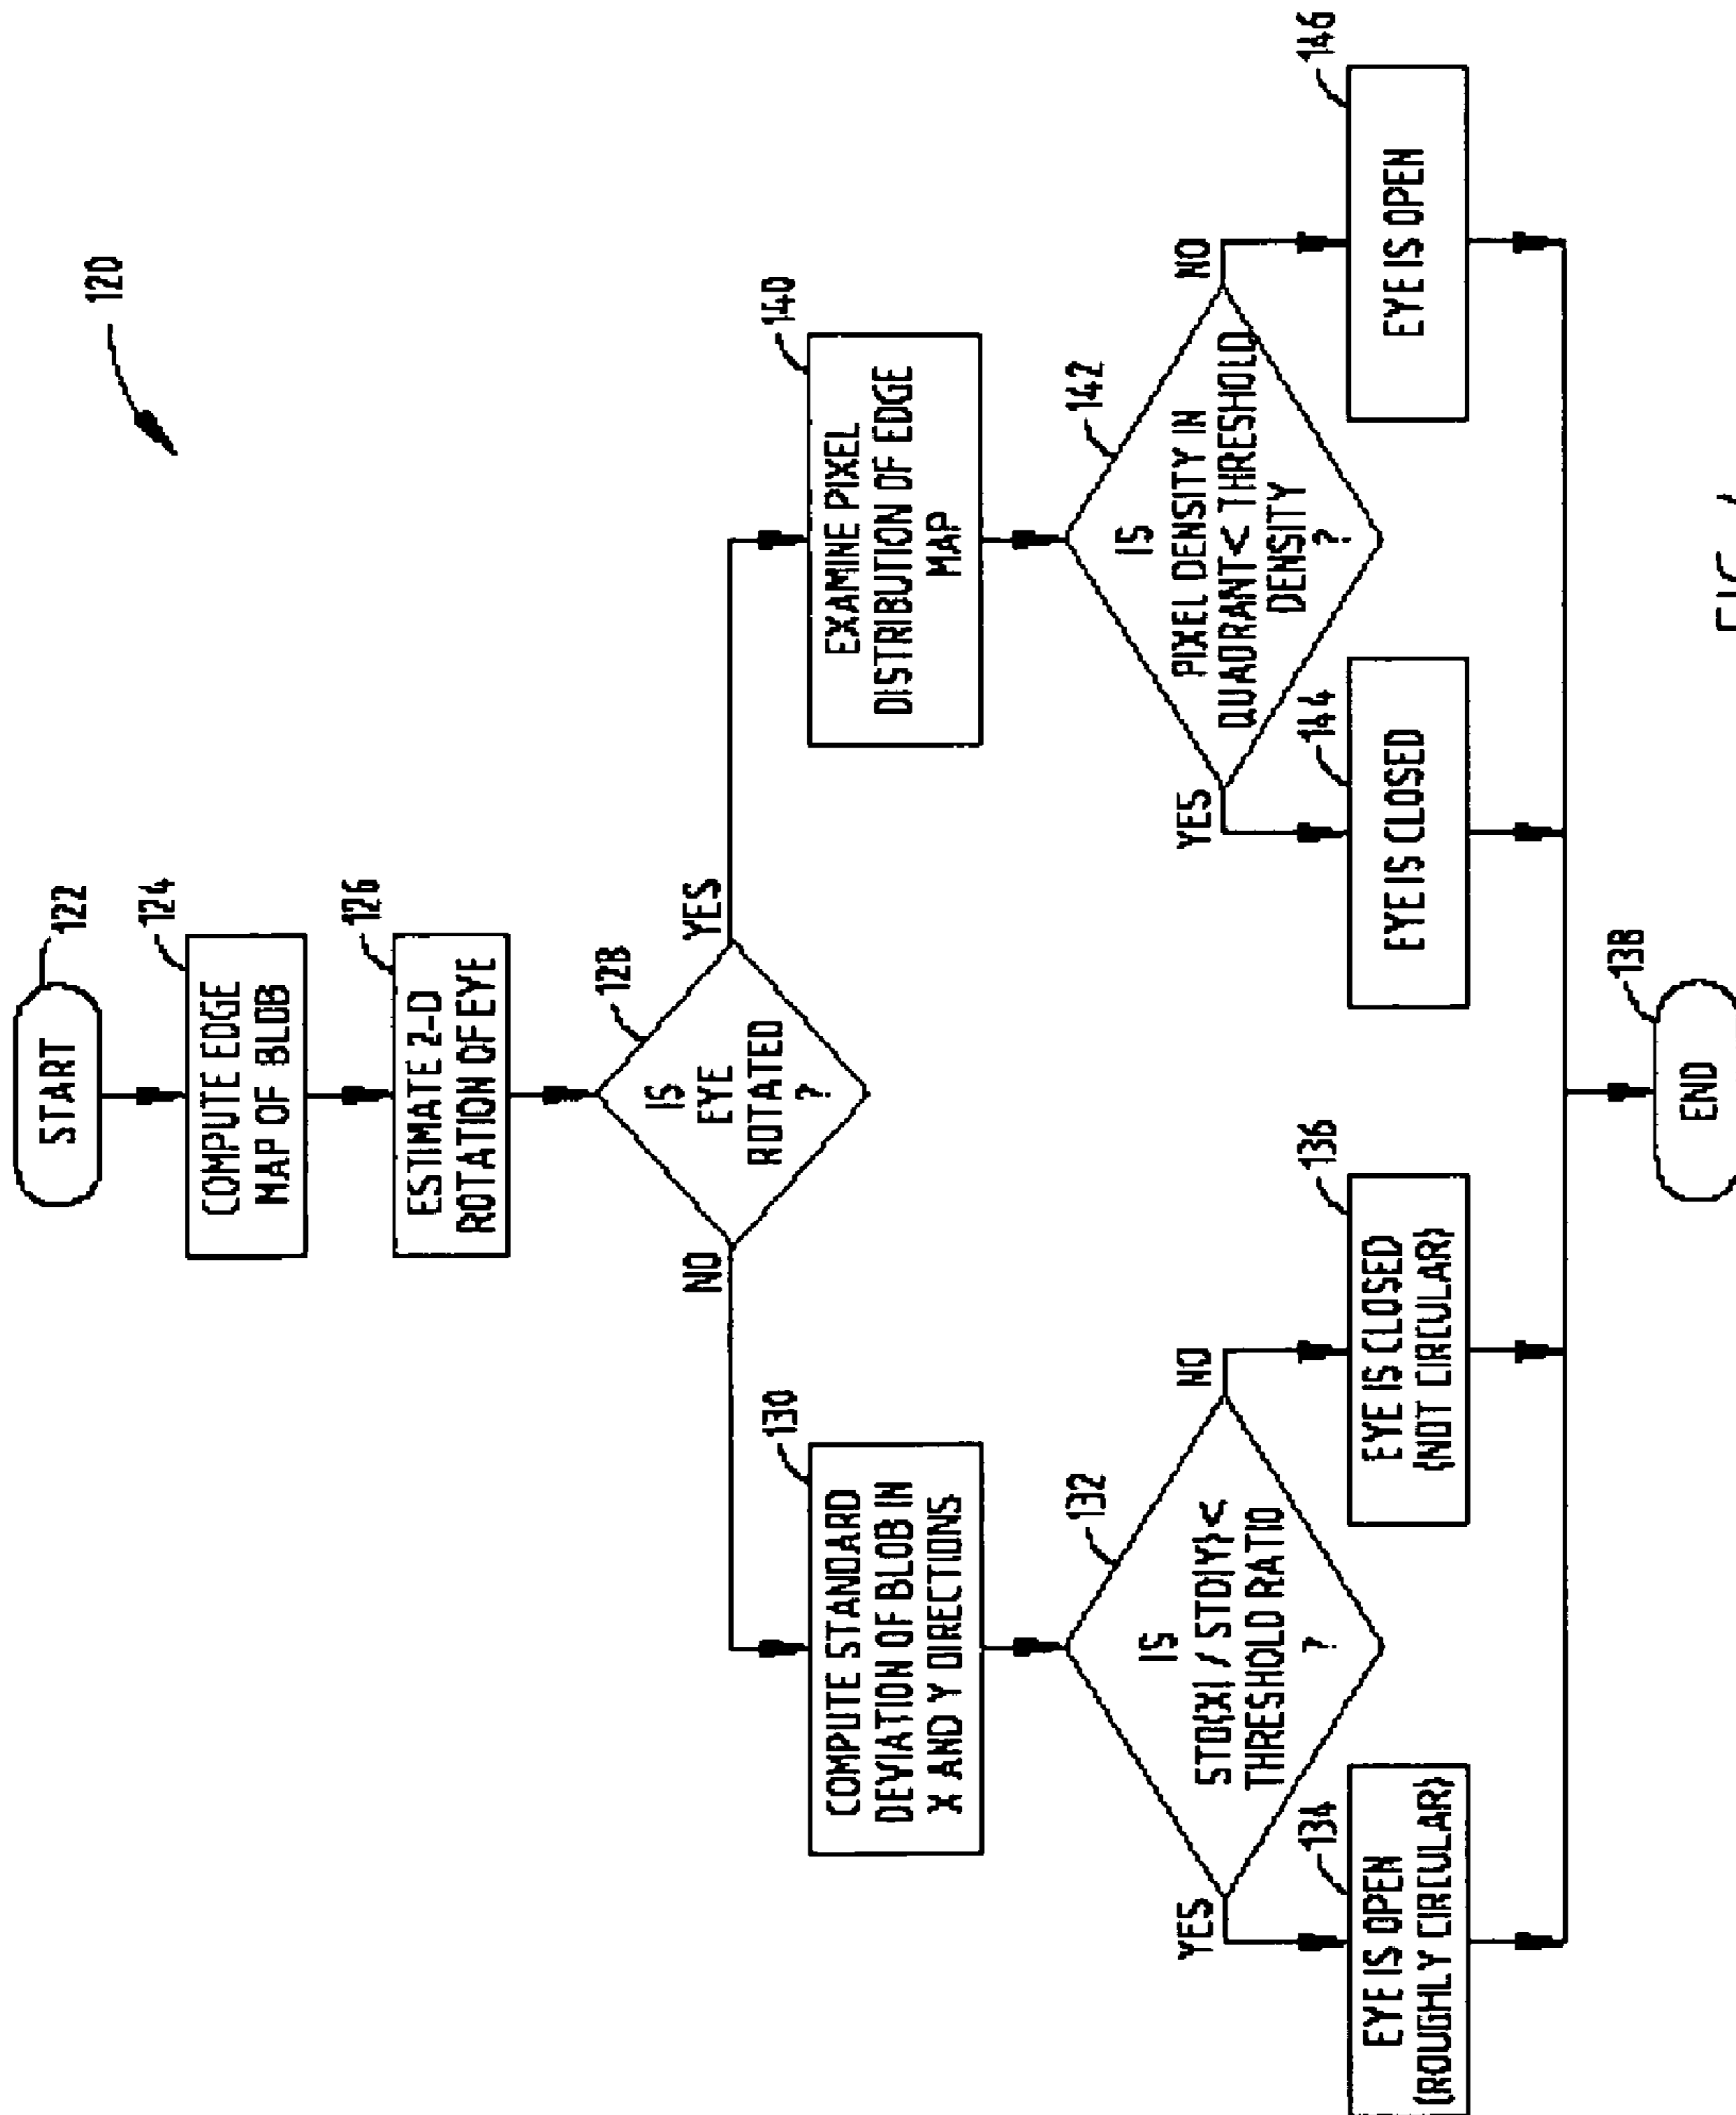 120
START
122
COMPUTE EDGE
MAP OF BLOB
124
ESTIMATE 2-D
ROTATION OF EYE
126
IS
EYE
ROTATED
?
128
NO
YES
COMPUTE STANDARD
DEVIATION OF BLOB IN
X AND Y DIRECTIONS
130
EXAMINE PIXEL
DISTRIBUTION OF EDGE
MAP
140
IS
STD(X) / STD(Y) <
THRESHOLD RATIO
?
132
YES
NO
IS
PIXEL DENSITY IN
QUADRANT < THRESHOLD
DENSITY
?
142
YES
NO
EYE IS OPEN
(ROUGHLY CIRCULAR)
134
EYE IS CLOSED
(NOT CIRCULAR)
136
EYE IS CLOSED
144
EYE IS OPEN
146
END
138